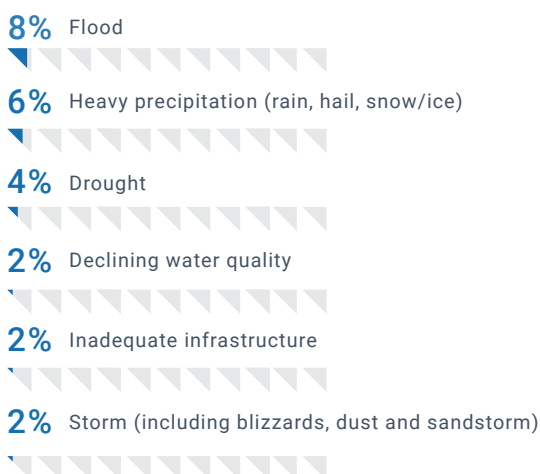 8% Flood
6% Heavy precipitation (rain, hail, snow/ice)
4% Drought
2% Declining water quality
2% Inadequate infrastructure
2% Storm (including blizzards, dust and sandstorm)